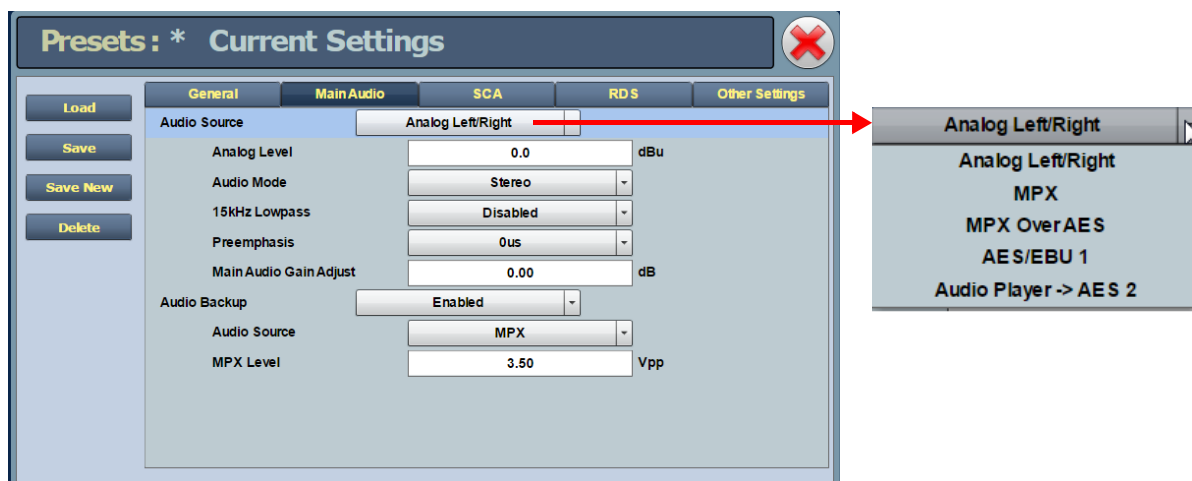 Presets: * Current Settings
General Main Audio SCA RDS Other Settings
Load
Save
Save New
Delete
Audio Source Analog Left/Right
Analog Level 0.0 dBu
Audio Mode Stereo
15kHz Lowpass Disabled
Preemphasis 0us
Main Audio Gain Adjust 0.00 dB
Audio Backup Enabled
Audio Source MPX
MPX Level 3.50 Vpp
Analog Left/Right
Analog Left/Right
MPX
MPX Over AES
AES/EBU 1
Audio Player -> AES 2